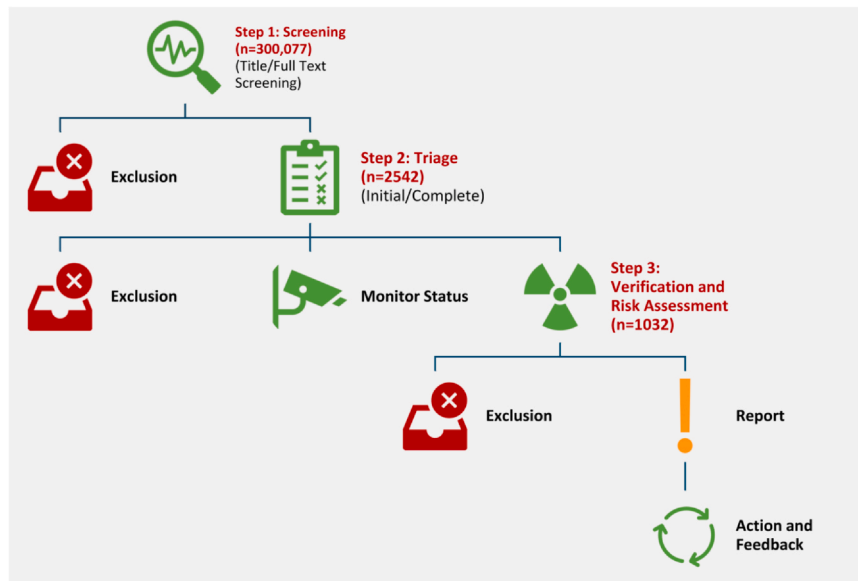 Step 1: Screening
(n=300,077)
(Title/Full Text
Screening)
Exclusion
Step 2: Triage
(n=2542)
(Initial/Complete)
Exclusion
Monitor Status
Step 3:
Verification and
Risk Assessment
(n=1032)
Exclusion
Report
Action and
Feedback